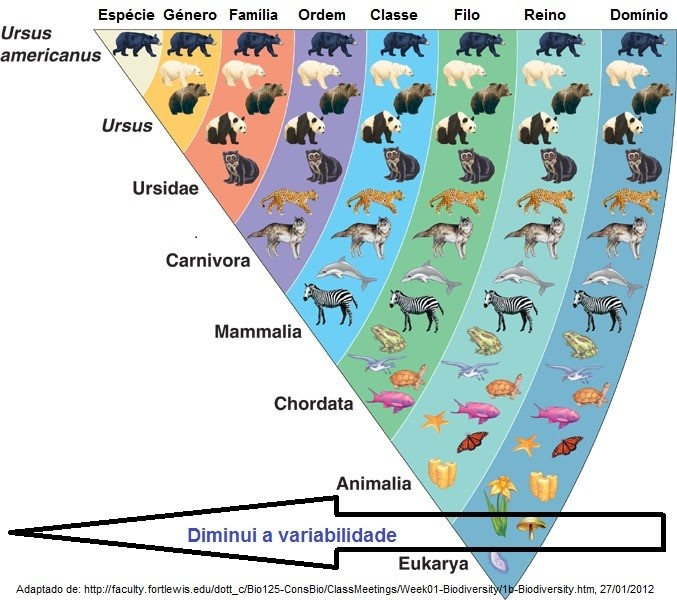 Espécie Género Família Ordem Classe Filo Reino Domínio
Ursus
americanus
Ursus
Ursidae
Carnivora
Mammalia
Chordata
Animalia
Diminui a variabilidade
Eukarya
Adaptado de: http://faculty.fortlewis.edu/dott_c/Bio125-ConsBio/ClassMeetings/Week01-Biodiversity/1b-Biodiversity.htm, 27/01/2012